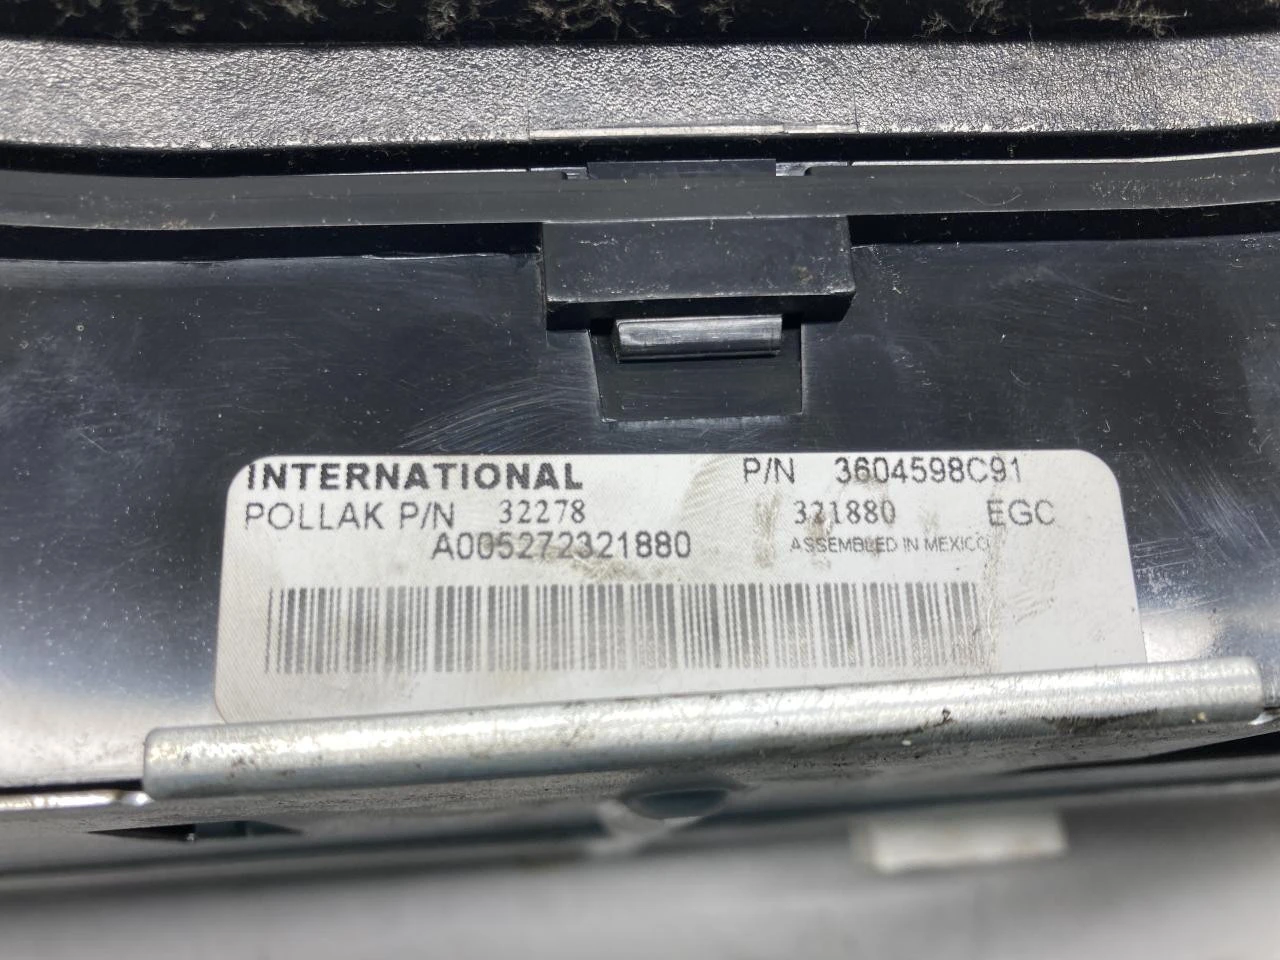 INTERNATIONAL P/N 3604598C91
POLLAK P/N 32278 321880 EGC
A005272321880 ASSEMBLED IN MEXICO